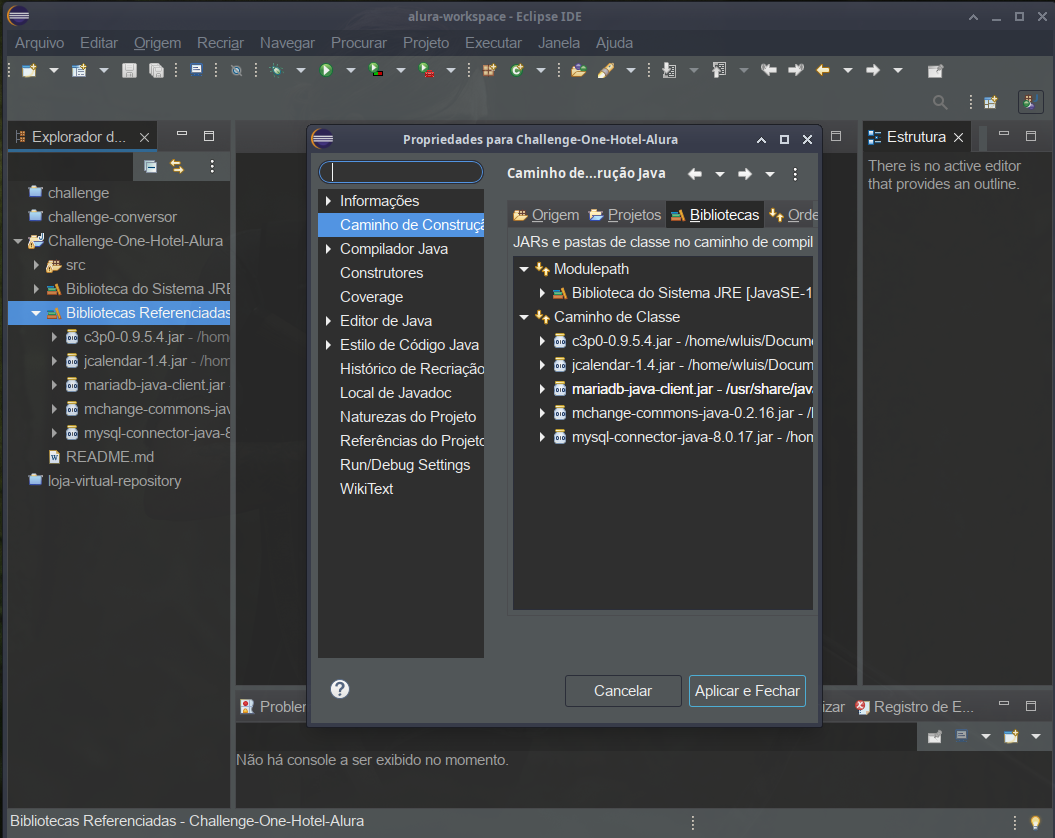 alura-workspace - Eclipse IDE
Arquivo Editar Origem Recriar Navegar Procurar Projeto Executar Janela Ajuda
Explorador d...
challenge
challenge-conversor
Challenge-One-Hotel-Alura
src
Biblioteca do Sistema JRE
Bibliotecas Referenciadas
c3p0-0.9.5.4.jar - /hom
jcalendar-1.4.jar - /hom
mariadb-java-client.jar
mchange-commons-jav
mysql-connector-java-8
README.md
loja-virtual-repository
Propriedades para Challenge-One-Hotel-Alura
Informações
Caminho de Construçã
Compilador Java
Construtores
Coverage
Editor de Java
Estilo de Código Java
Histórico de Recriação
Local de Javadoc
Naturezas do Projeto
Referências do Projeto
Run/Debug Settings
WikiText
Caminho de...rução Java
Origem Projetos Bibliotecas Orde
JARs e pastas de classe no caminho de compil
Modulepath
Biblioteca do Sistema JRE [JavaSE-1
Caminho de Classe
c3p0-0.9.5.4.jar - /home/wluis/Docume
jcalendar-1.4.jar - /home/wluis/Docum
mariadb-java-client.jar - /usr/share/java
mchange-commons-java-0.2.16.jar - /l
mysql-connector-java-8.0.17.jar - /hom
Cancelar Aplicar e Fechar
Estrutura
There is no active editor
that provides an outline.
Problem izar Registro de E...
Não há console a ser exibido no momento.
Bibliotecas Referenciadas - Challenge-One-Hotel-Alura